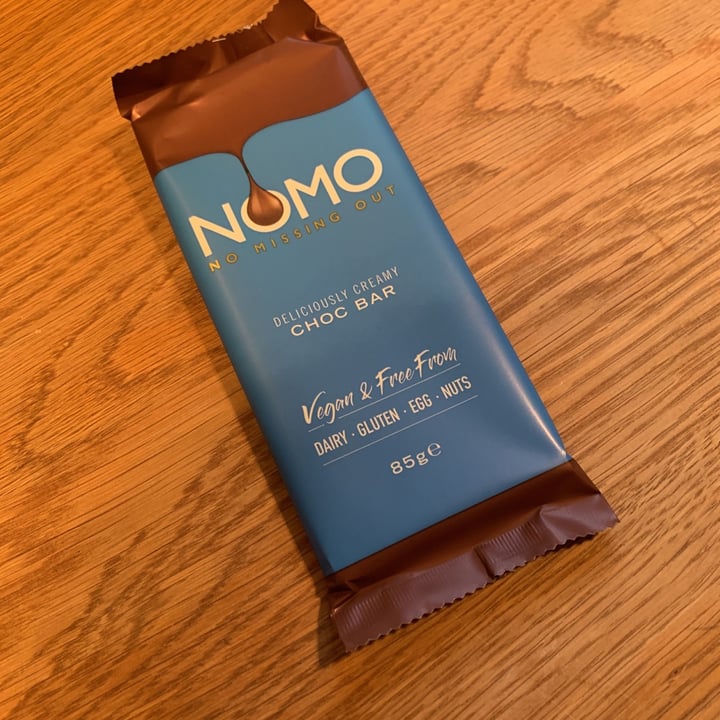 NOMO
NO MISSING OUT
DELICIOUSLY CREAMY
CHOC BAR
Vegan & Free From
DAIRY · GLUTEN · EGG · NUTS
85g℮